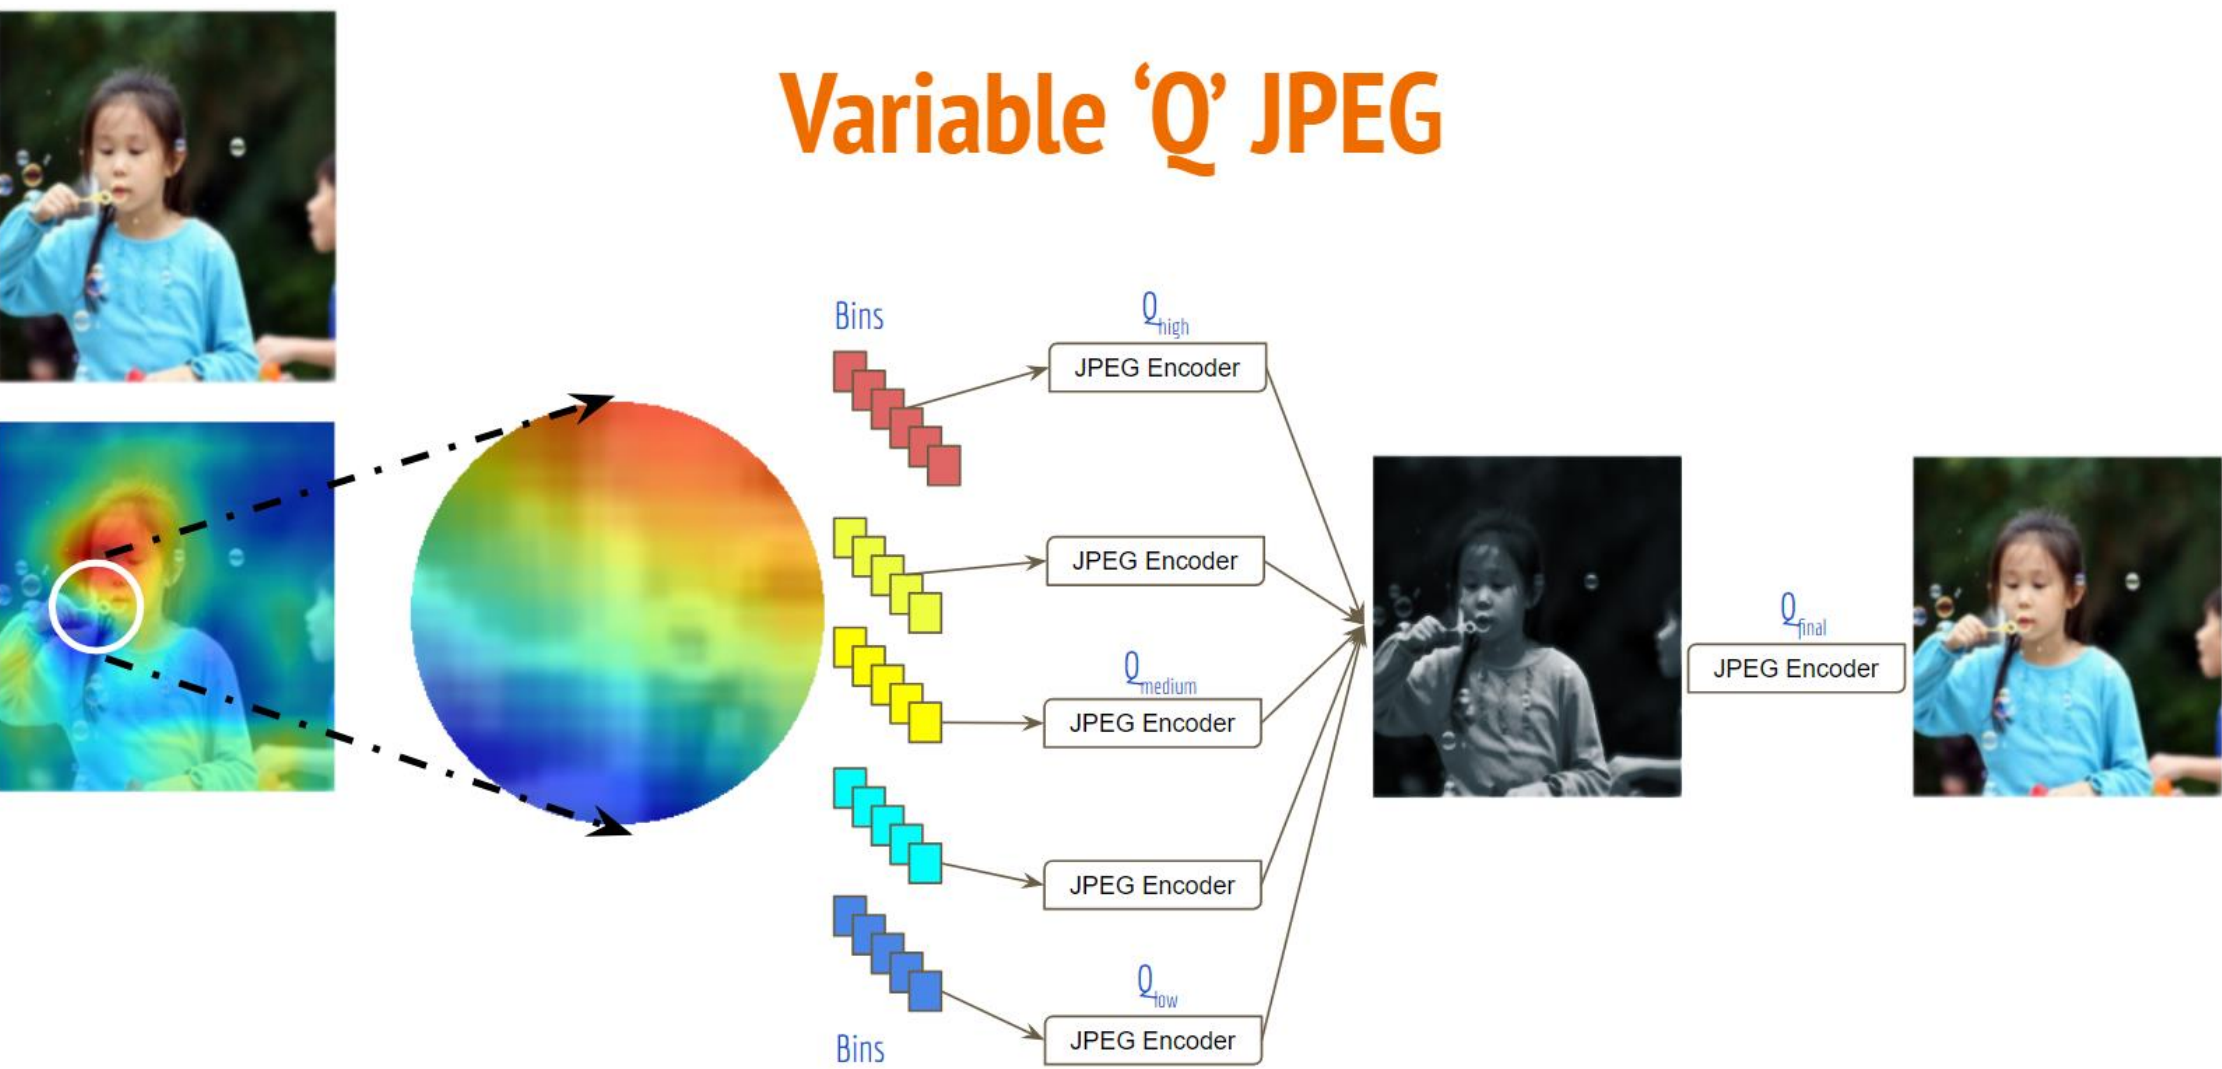 Variable ‘Q’ JPEG
Bins
Qhigh
JPEG Encoder
JPEG Encoder
Qmedium
JPEG Encoder
JPEG Encoder
Qlow
JPEG Encoder
Bins
Qfinal
JPEG Encoder